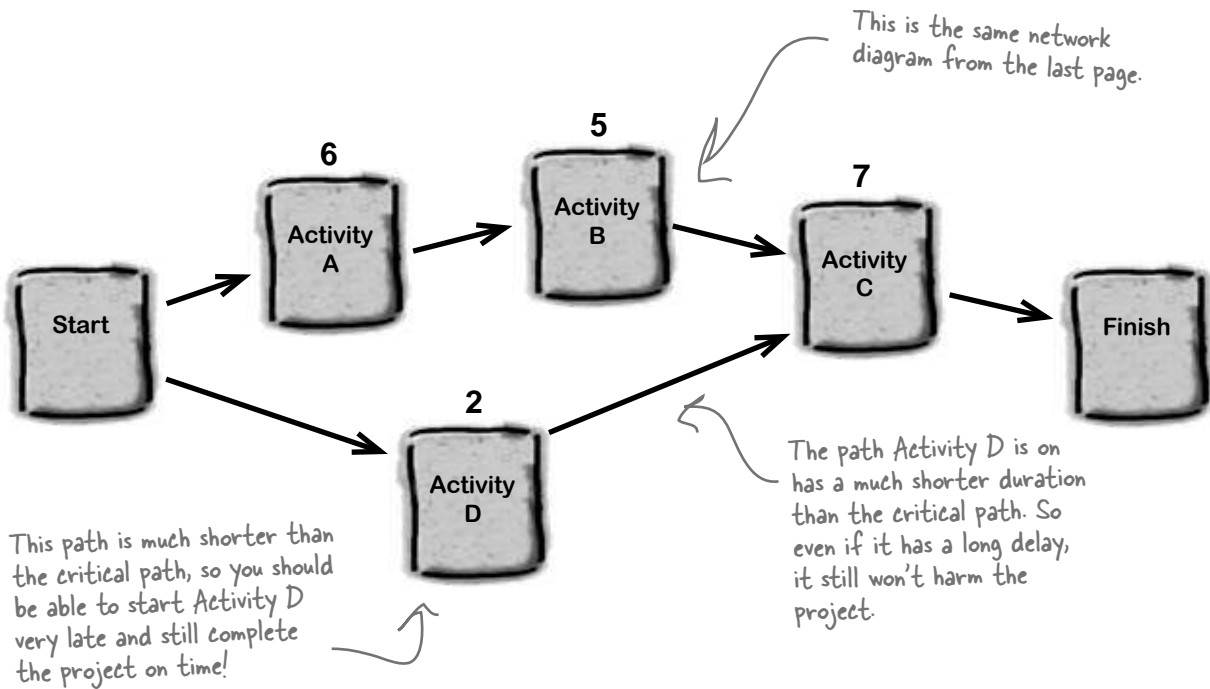 This is the same network
diagram from the last page.
6
Activity
A
5
Activity
B
7
Activity
C
Start
Finish
2
Activity
D
The path Activity D is on
has a much shorter duration
than the critical path. So
even if it has a long delay,
it still won't harm the
project.
This path is much shorter than
the critical path, so you should
be able to start Activity D
very late and still complete
the project on time!